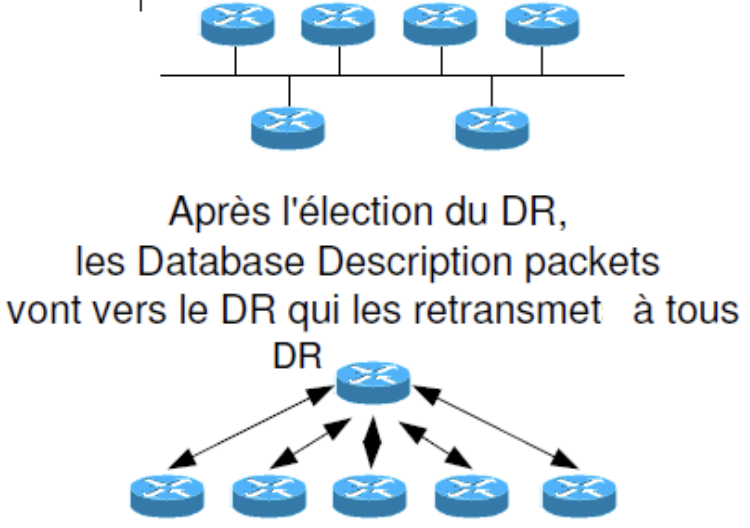 Après l'élection du DR,
les Database Description packets
vont vers le DR qui les retransmet à tous
DR